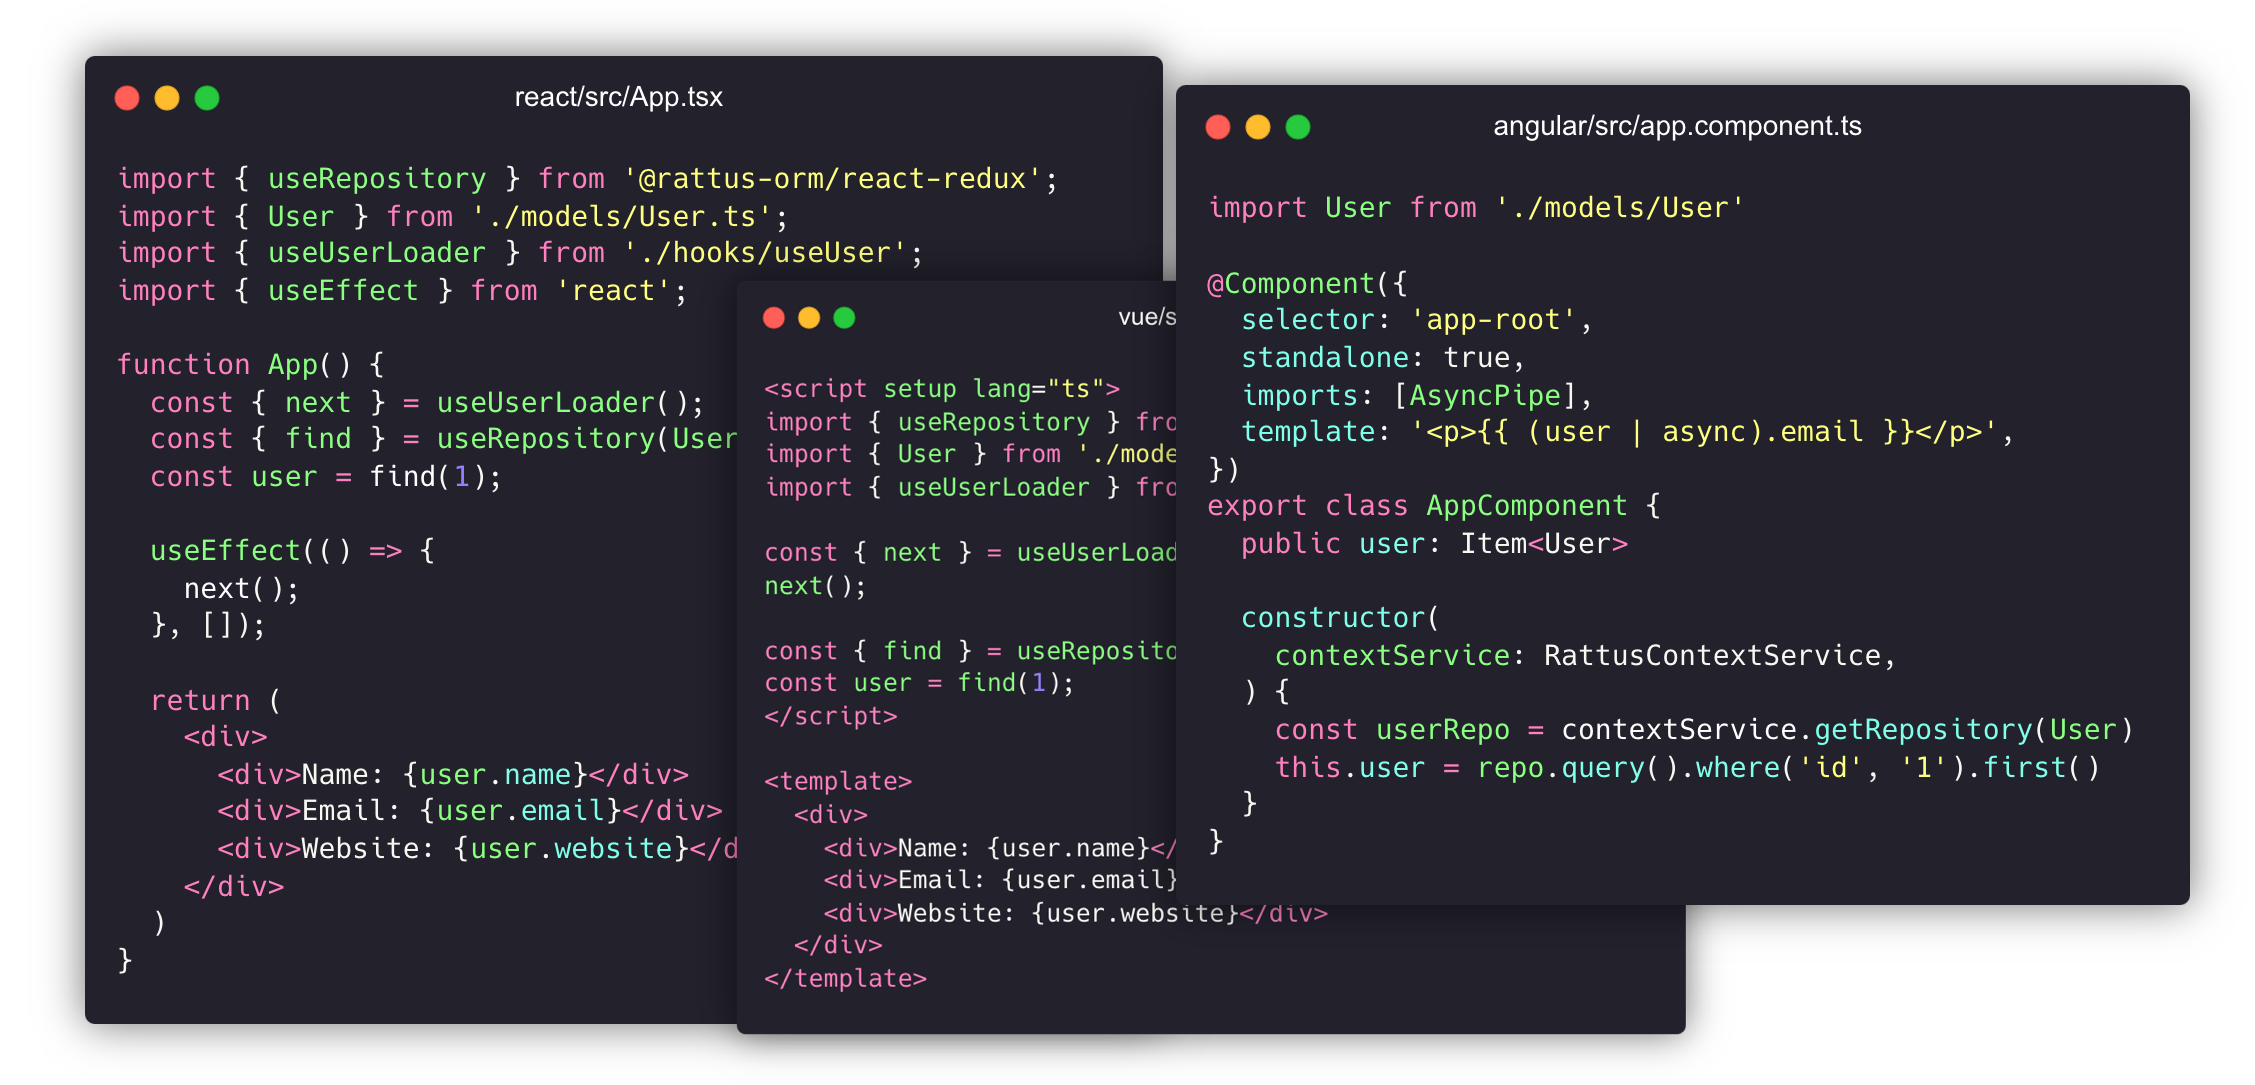 react/src/App.tsx
import { useRepository } from '@rattus-orm/react-redux';
import { User } from './models/User.ts';
import { useUserLoader } from './hooks/useUser';
import { useEffect } from 'react';
function App() {
const { next } = useUserLoader();
const { find } = useRepository(User
const user = find(1);
useEffect(() => {
next();
}, []);
return (
<div>
<div>Name: {user.name}</div>
<div>Email: {user.email}</div>
<div>Website: {user.website}</d
</div>
)
}
vue/s
<script setup lang="ts">
import { useRepository } fro
import { User } from './mode
import { useUserLoader } fro
const { next } = useUserLoad
next();
const { find } = useReposito
const user = find(1);
</script>
<template>
<div>
<div>Name: {user.name}</
<div>Email: {user.email}
<div>Website: {user.website}</div>
</div>
</template>
angular/src/app.component.ts
import User from './models/User'
@Component({
selector: 'app-root',
standalone: true,
imports: [AsyncPipe],
template: '<p>{{ (user | async).email }}</p>',
})
export class AppComponent {
public user: Item<User>
constructor(
contextService: RattusContextService,
) {
const userRepo = contextService.getRepository(User)
this.user = repo.query().where('id', '1').first()
}
}